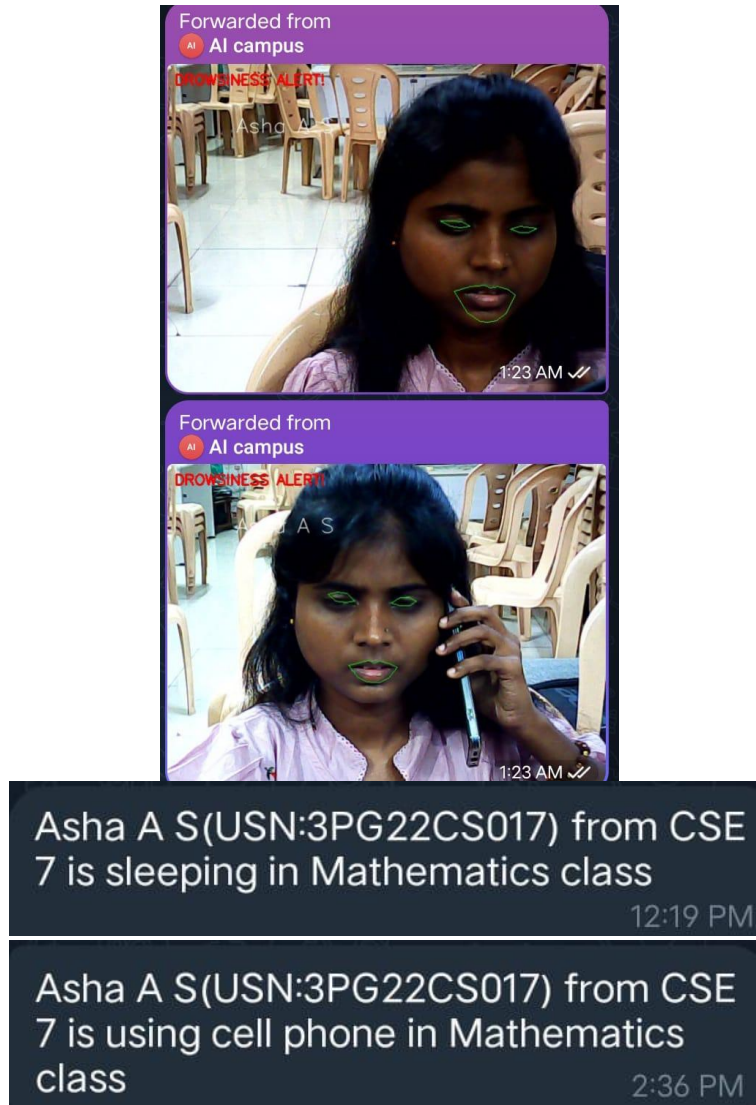 Forwarded from
AI AI campus
DROWSINESS ALERT!
Asha A S
1:23 AM
Forwarded from
AI AI campus
DROWSINESS ALERT!
A S
1:23 AM
Asha A S(USN:3PG22CS017) from CSE
7 is sleeping in Mathematics class
12:19 PM
Asha A S(USN:3PG22CS017) from CSE
7 is using cell phone in Mathematics
class
2:36 PM